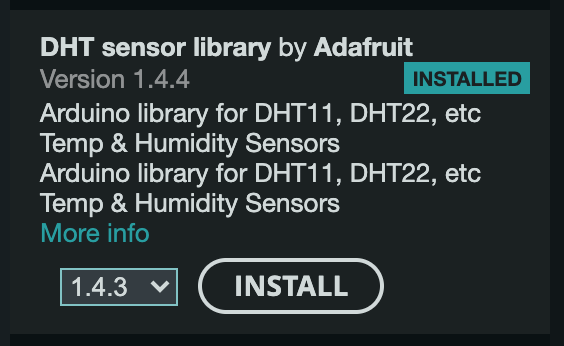 DHT sensor library by Adafruit
Version 1.4.4 INSTALLED
Arduino library for DHT11, DHT22, etc
Temp & Humidity Sensors
Arduino library for DHT11, DHT22, etc
Temp & Humidity Sensors
More info
1.4.3 INSTALL